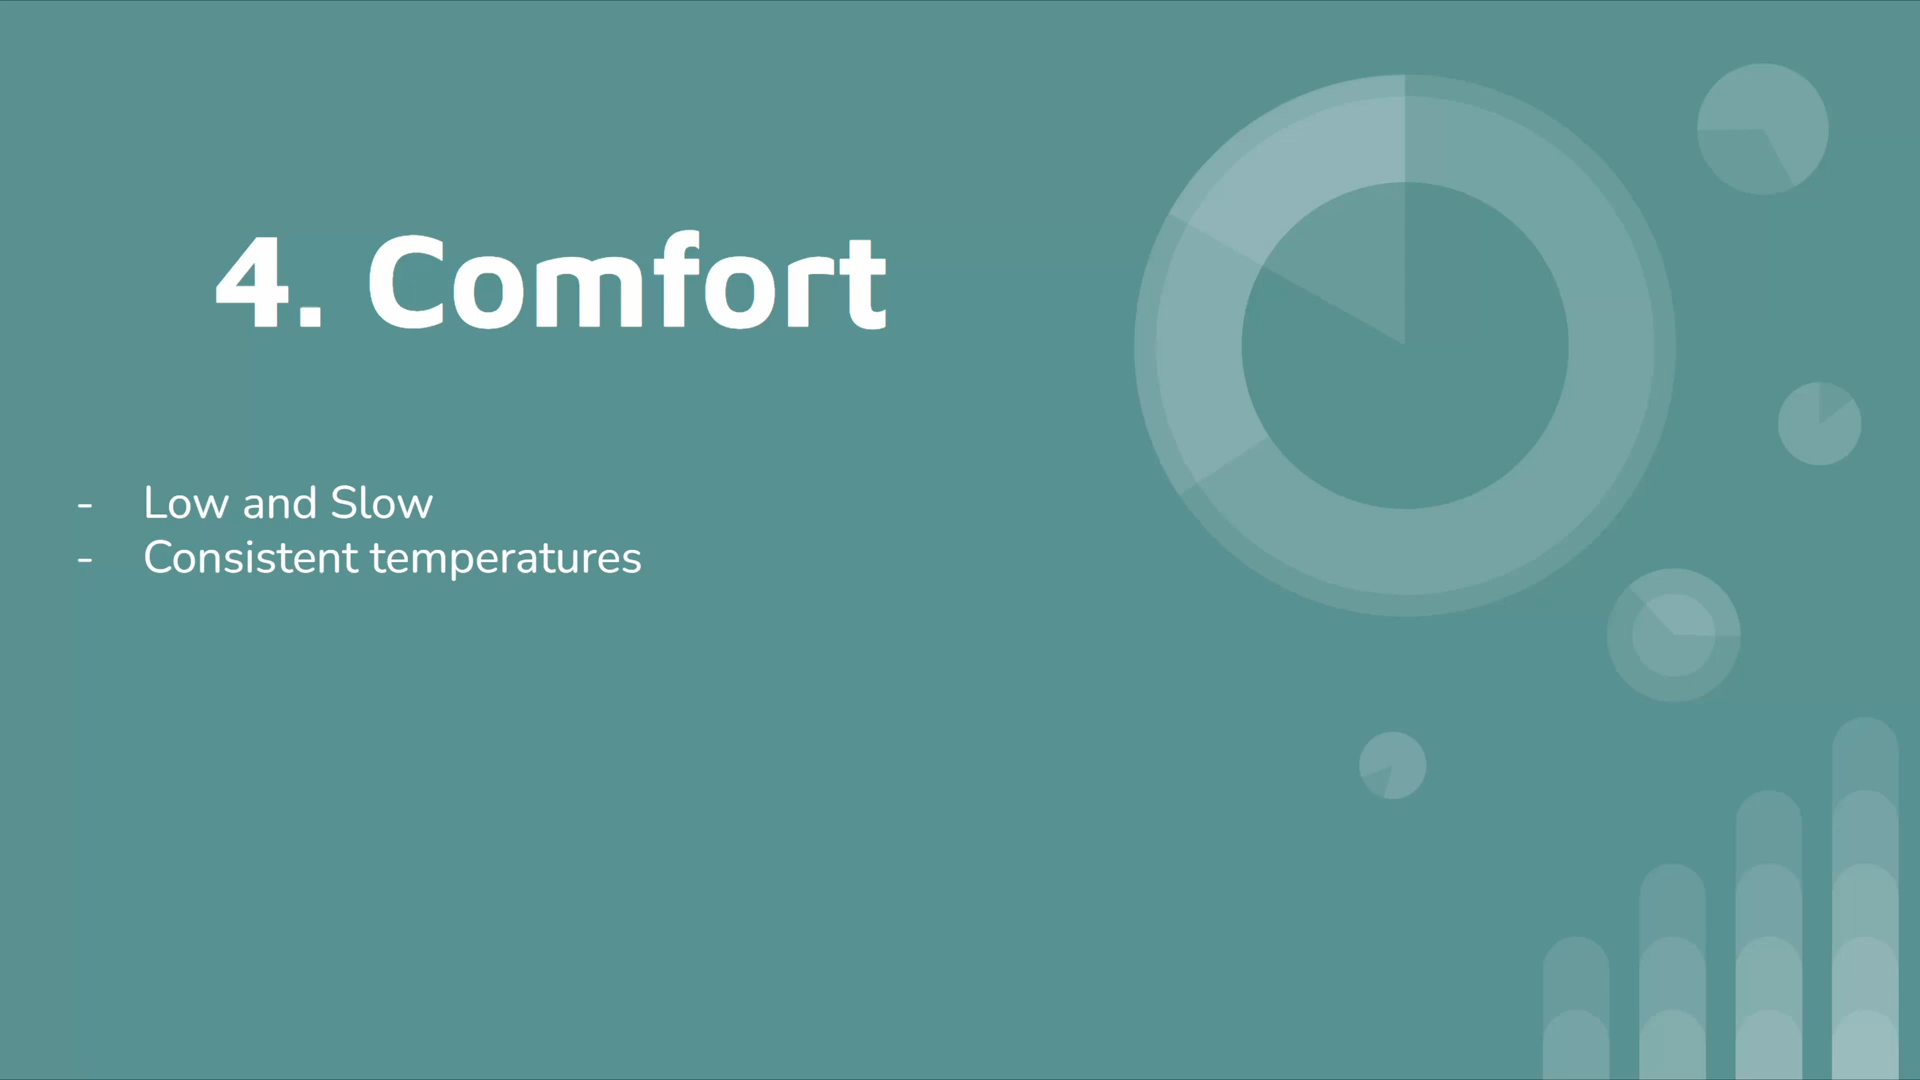 4. Comfort
- Low and Slow
- Consistent temperatures